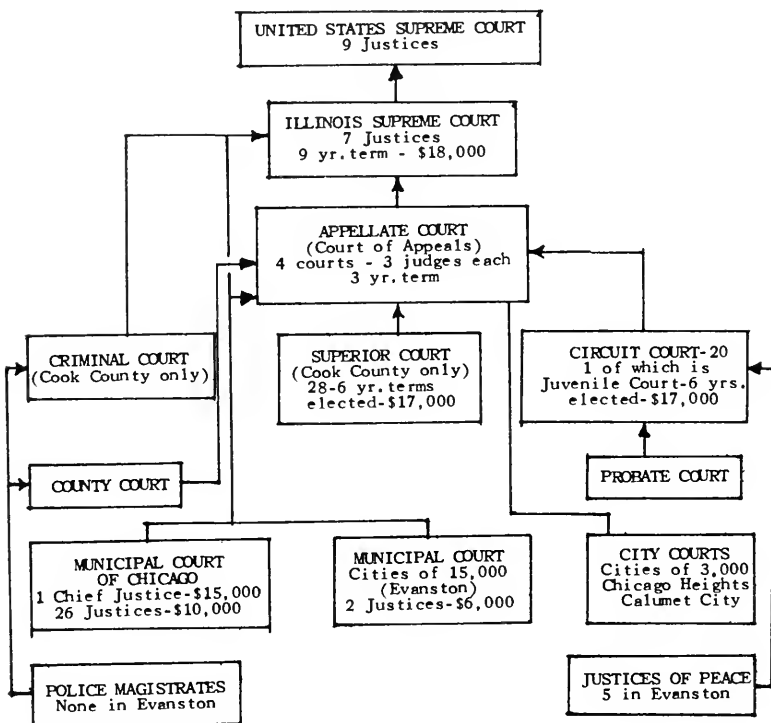 UNITED STATES SUPREME COURT
9 Justices
ILLINOIS SUPREME COURT
7 Justices
9 yr.term - $18,000
APPELLATE COURT
(Court of Appeals)
4 courts - 3 judges each
3 yr.term
CRIMINAL COURT
(Cook County only)
SUPERIOR COURT
(Cook County only)
28-6 yr. terms
elected-$17,000
CIRCUIT COURT-20
1 of which is
Juvenile Court-6 yrs.
elected-$17,000
COUNTY COURT
PROBATE COURT
MUNICIPAL COURT
OF CHICAGO
1 Chief Justice-$15,000
26 Justices-$10,000
MUNICIPAL COURT
Cities of 15,000
(Evanston)
2 Justices-$6,000
CITY COURTS
Cities of 3,000
Chicago Heights
Calumet City
POLICE MAGISTRATES
None in Evanston
JUSTICES OF PEACE
5 in Evanston